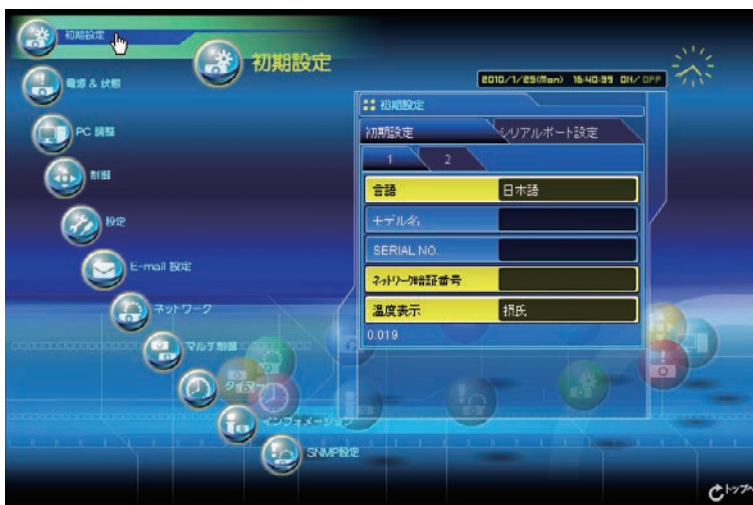 初期設定
電源 & 状態
PC 調整
制御
設定
E-mail 設定
ネットワーク
マルチ制御
タイマー
インフォメーション
SNMP設定
初期設定
2010/1/25(Mon) 16:40:39 ON/ OFF
初期設定
初期設定 シリアルポート設定
1 2
言語 日本語
モデル名
SERIAL NO.
ネットワーク暗証番号
温度表示 摂氏
0.019
トップへ